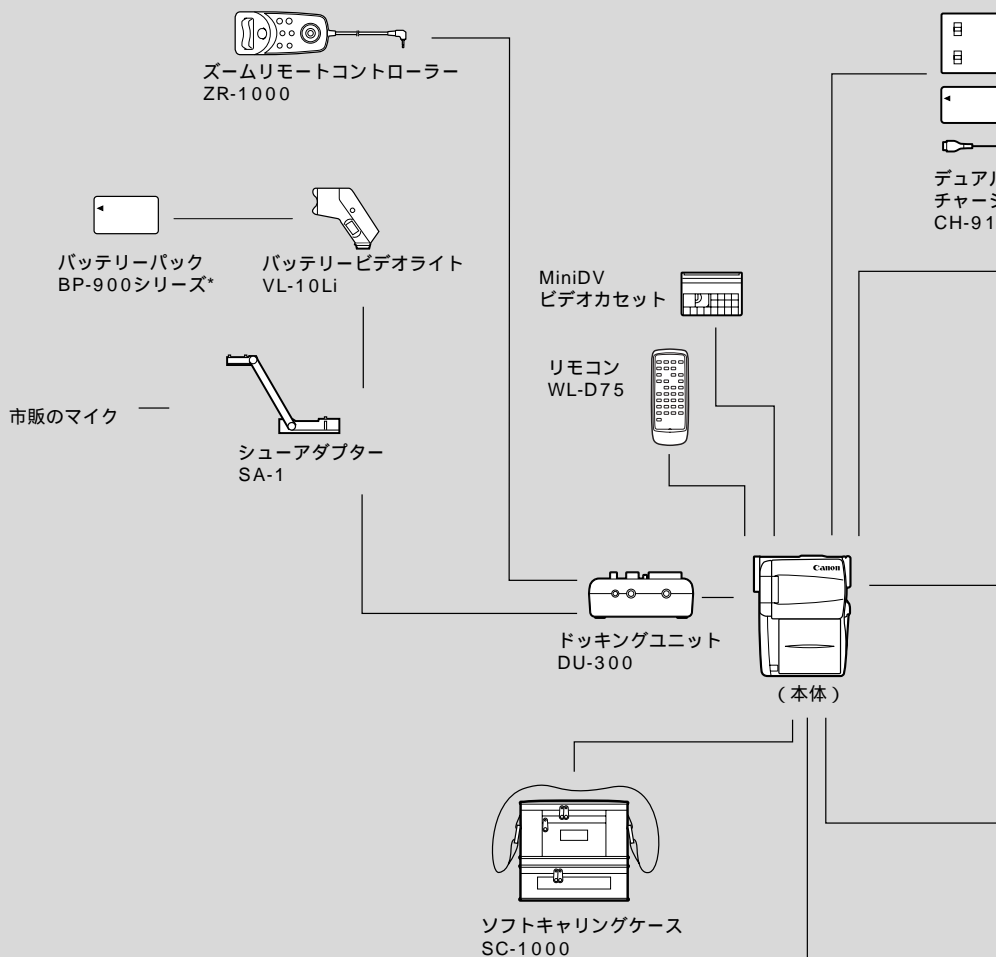 ズームリモートコントローラー
ZR-1000
デュアル
チャージ
CH-91
バッテリーパック
BP-900シリーズ*
バッテリービデオライト
VL-10Li
MiniDV
ビデオカセット
リモコン
WL-D75
市販のマイク
シューアダプター
SA-1
Canon
ドッキングユニット
DU-300
（本体）
ソフトキャリングケース
SC-1000